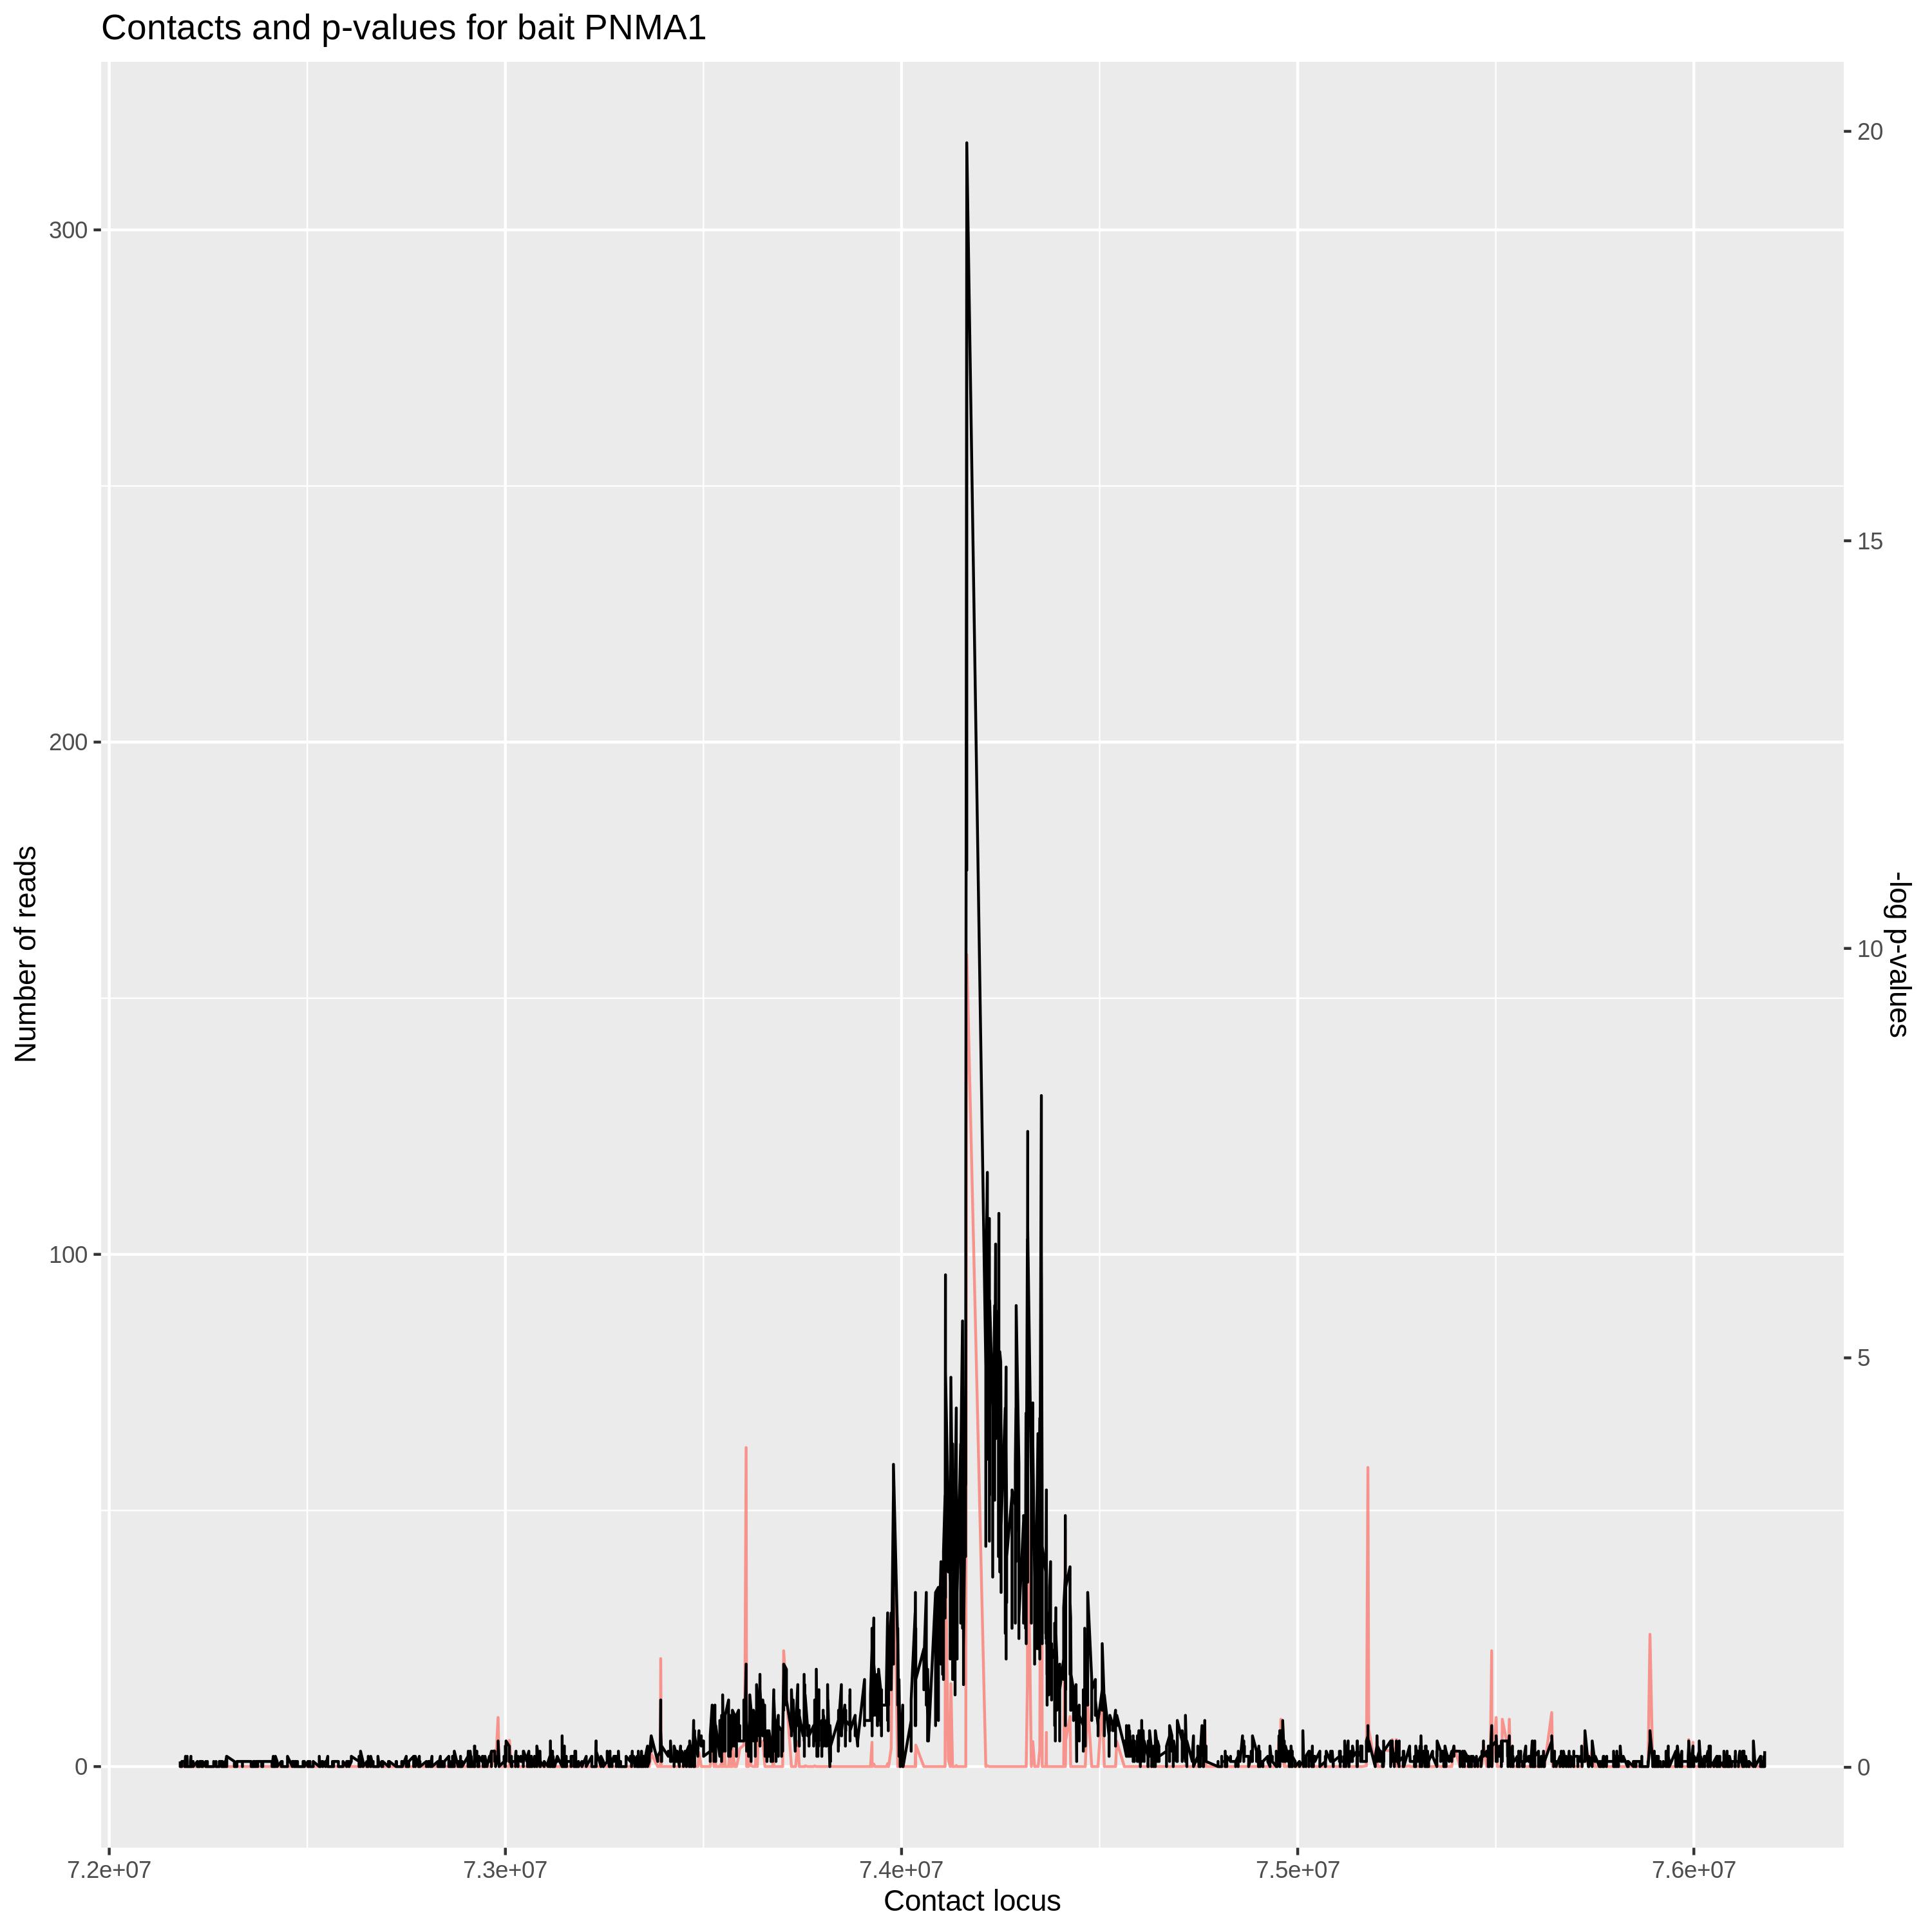 Contacts and p-values for bait PNMA1
300
200
100
0
Number of reads
20
15
10
5
0
-log p-values
7.2e+07 7.3e+07 7.4e+07 7.5e+07 7.6e+07
Contact locus